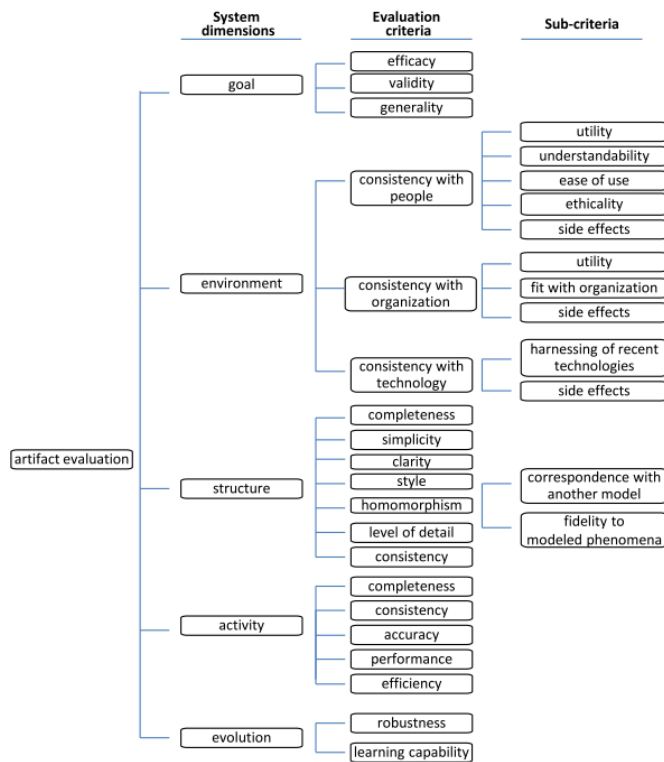 System
dimensions
Evaluation
criteria
Sub-criteria
artifact evaluation
goal
efficacy
validity
generality
environment
consistency with
people
utility
understandability
ease of use
ethicality
side effects
consistency with
organization
utility
fit with organization
side effects
consistency with
technology
harnessing of recent
technologies
side effects
structure
completeness
simplicity
clarity
style
homomorphism
correspondence with
another model
fidelity to
modeled phenomena
level of detail
consistency
activity
completeness
consistency
accuracy
performance
efficiency
evolution
robustness
learning capability